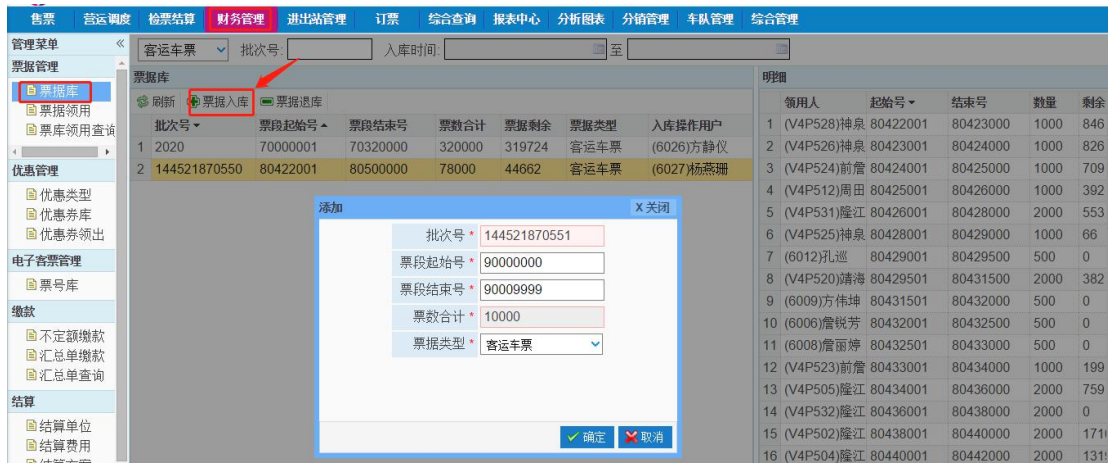 售票 营运调度 检票结算 财务管理 进出站管理 订票 综合查询 报表中心 分析图表 分销管理 车队管理 综合管理
管理菜单 «
客运车票 批次号: 入库时间: 至
票据管理
票据库
票据领用
票库领用查询
优惠管理
优惠类型
优惠券库
优惠券领出
电子客票管理
票号库
缴款
不定额缴款
汇总单缴款
汇总单查询
结算
结算单位
结算费用
票据库
刷新 票据入库 票据退库
批次号 票段起始号 票段结束号 票数合计 票据剩余 票据类型 入库操作用户
1 2020 70000001 70320000 320000 319724 客运车票 (6026)方静仪
2 144521870550 80422001 80500000 78000 44662 客运车票 (6027)杨燕珊
添加 X 关闭
批次号 * 144521870551
票段起始号 * 90000000
票段结束号 * 90009999
票数合计 * 10000
票据类型 * 客运车票
确定 取消
明细
领用人 起始号 结束号 数量 剩余
1 (V4P528)神泉 80422001 80423000 1000 846
2 (V4P526)神泉 80423001 80424000 1000 826
3 (V4P524)前詹 80424001 80425000 1000 709
4 (V4P512)周田 80425001 80426000 1000 392
5 (V4P531)隆江 80426001 80428000 2000 553
6 (V4P525)神泉 80428001 80429000 1000 66
7 (6012)孔巡 80429001 80429500 500 0
8 (V4P520)靖海 80429501 80431500 2000 382
9 (6009)方伟坤 80431501 80432000 500 0
10 (6006)詹锐芳 80432001 80432500 500 0
11 (6008)詹丽婷 80432501 80433000 500 0
12 (V4P523)前詹 80433001 80434000 1000 199
13 (V4P505)隆江 80434001 80436000 2000 759
14 (V4P532)隆江 80436001 80438000 2000 0
15 (V4P502)隆江 80438001 80440000 2000 171
16 (V4P504)隆江 80440001 80442000 2000 131